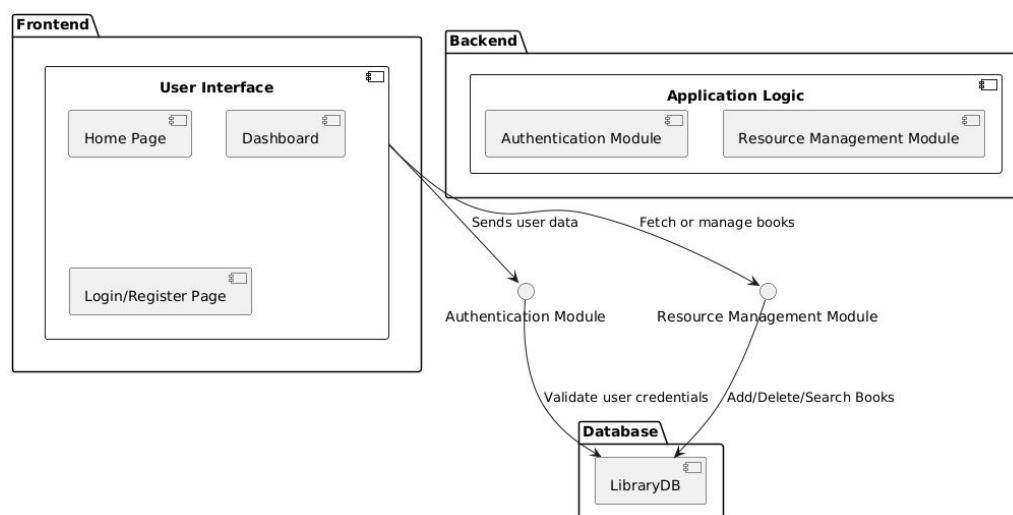 Frontend
User Interface
Home Page
Dashboard
Login/Register Page
Backend
Application Logic
Authentication Module
Resource Management Module
Sends user data
Fetch or manage books
Authentication Module
Resource Management Module
Validate user credentials
Add/Delete/Search Books
Database
LibraryDB